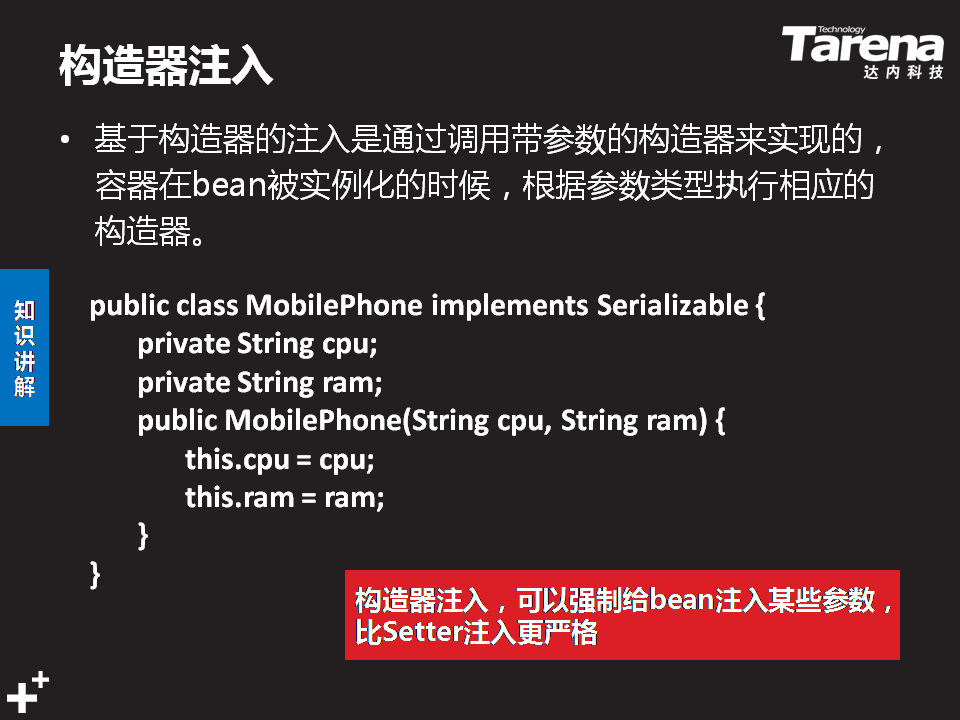 构造器注入
Technology
Tarena
达内科技
• 基于构造器的注入是通过调用带参数的构造器来实现的，
容器在bean被实例化的时候，根据参数类型执行相应的
构造器。
知
识
讲
解
public class MobilePhone implements Serializable {
private String cpu;
private String ram;
public MobilePhone(String cpu, String ram) {
this.cpu = cpu;
this.ram = ram;
}
}
构造器注入，可以强制给bean注入某些参数，
比Setter注入更严格